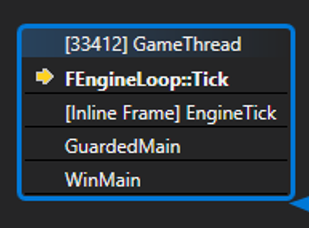 [33412] GameThread
FEngineLoop::Tick
[Inline Frame] EngineTick
GuardedMain
WinMain